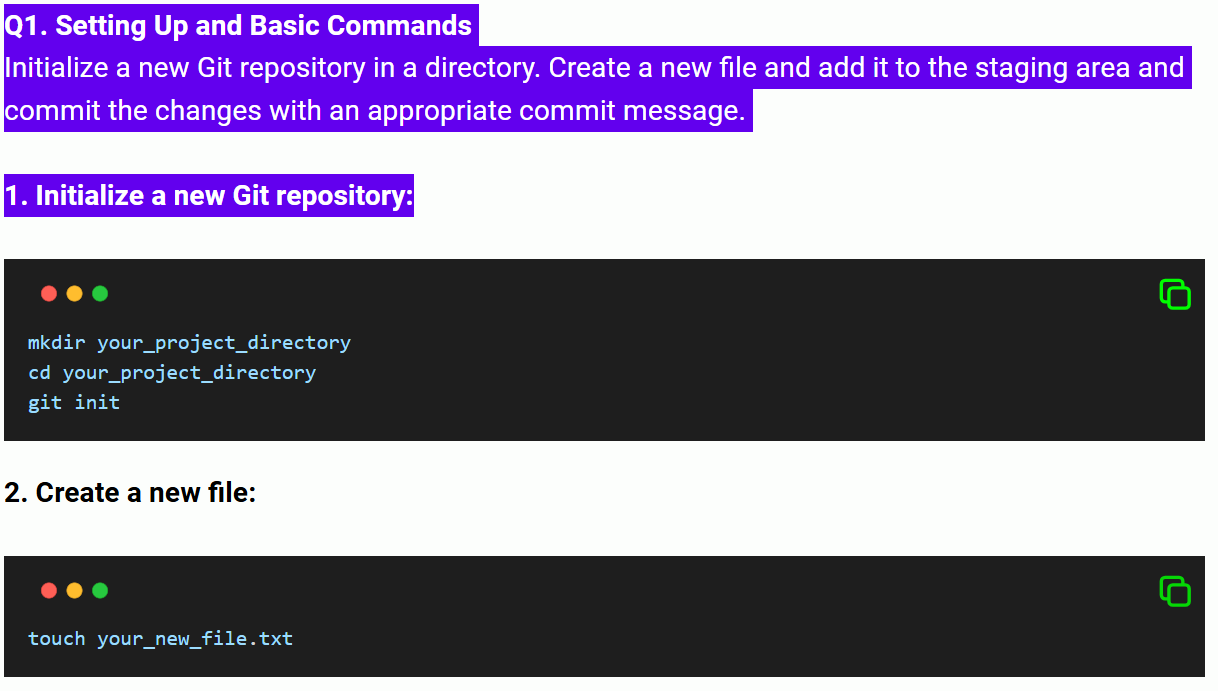 Q1. Setting Up and Basic Commands
Initialize a new Git repository in a directory. Create a new file and add it to the staging area and
commit the changes with an appropriate commit message.
1. Initialize a new Git repository:
mkdir your_project_directory
cd your_project_directory
git init
2. Create a new file:
touch your_new_file.txt